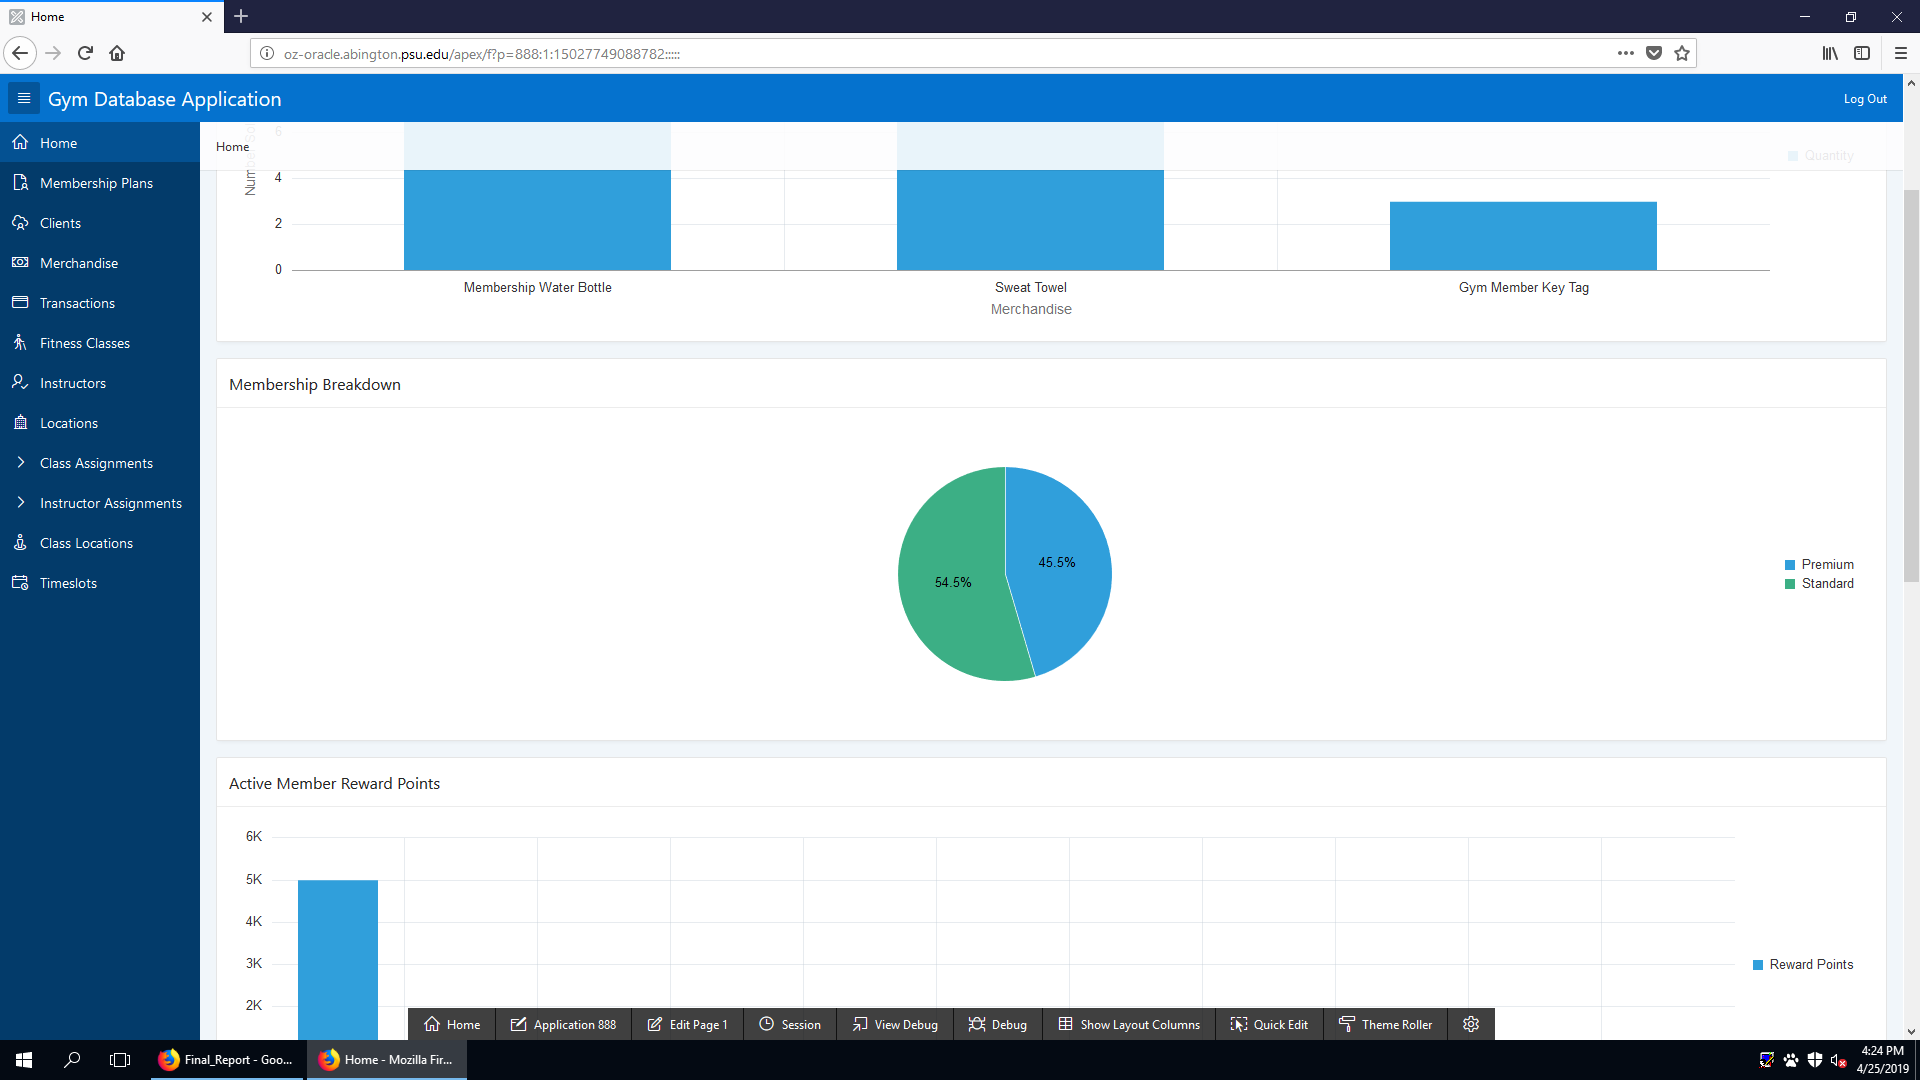 Home
oz-oracle.abington.psu.edu/apex/f?p=888:1:15027749088782:::::
Gym Database Application
Log Out
Home
Membership Plans
Clients
Merchandise
Transactions
Fitness Classes
Instructors
Locations
Class Assignments
Instructor Assignments
Class Locations
Timeslots
Home
6
Quantity
4
2
0
Membership Water Bottle
Sweat Towel
Gym Member Key Tag
Merchandise
Membership Breakdown
45.5%
54.5%
Premium
Standard
Active Member Reward Points
6K
5K
4K
3K
2K
Reward Points
Home
Application 888
Edit Page 1
Session
View Debug
Debug
Show Layout Columns
Quick Edit
Theme Roller
Final_Report - Goo...
Home - Mozilla Fir...
4:24 PM
4/25/2019